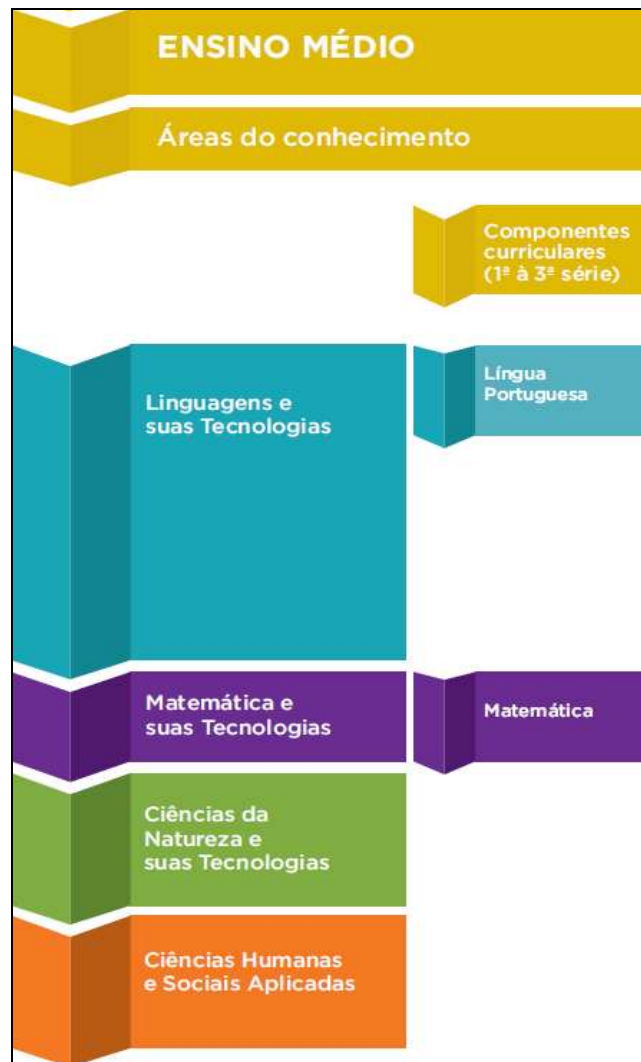 ENSINO MÉDIO
Áreas do conhecimento
Componentes
curriculares
(1ª à 3ª série)
Linguagens e
suas Tecnologias
Língua
Portuguesa
Matemática e
suas Tecnologias
Matemática
Ciências da
Natureza e
suas Tecnologias
Ciências Humanas
e Sociais Aplicadas